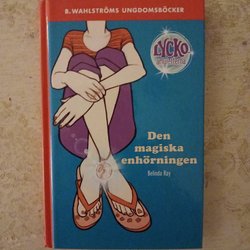 B. WAHLSTRÖMS UNGDOMSBÖCKER
LYCKO
Den
magiska
enhörningen
Belinda Ray